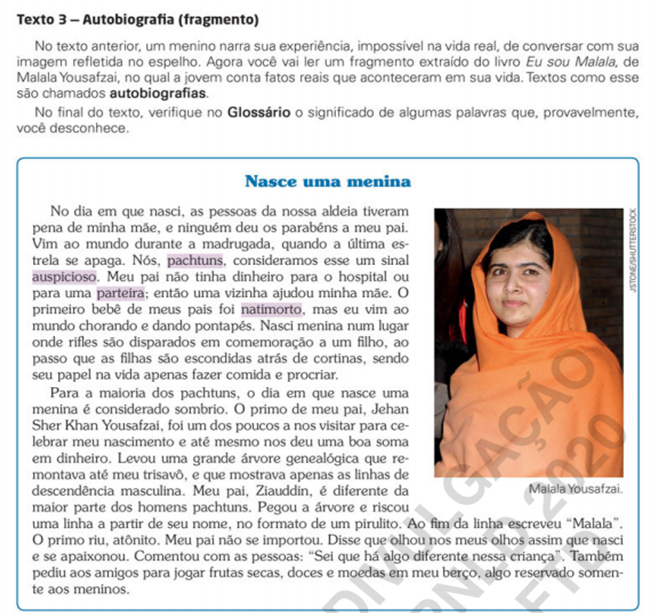 Texto 3 – Autobiografia (fragmento)
No texto anterior, um menino narra sua experiência, impossível na vida real, de conversar com sua
imagem refletida no espelho. Agora você vai ler um fragmento extraído do livro Eu sou Malala, de
Malala Yousafzai, no qual a jovem conta fatos reais que aconteceram em sua vida. Textos como esse
são chamados autobiografias.
No final do texto, verifique no Glossário o significado de algumas palavras que, provavelmente,
você desconhece.
Nasce uma menina
No dia em que nasci, as pessoas da nossa aldeia tiveram
pena de minha mãe, e ninguém deu os parabéns a meu pai.
Vim ao mundo durante a madrugada, quando a última es-
trela se apaga. Nós, pachtuns, consideramos esse um sinal
auspicioso. Meu pai não tinha dinheiro para o hospital ou
para uma parteira; então uma vizinha ajudou minha mãe. O
primeiro bebê de meus pais foi natimorto, mas eu vim ao
mundo chorando e dando pontapés. Nasci menina num lugar
onde rifles são disparados em comemoração a um filho, ao
passo que as filhas são escondidas atrás de cortinas, sendo
seu papel na vida apenas fazer comida e procriar.
Para a maioria dos pachtuns, o dia em que nasce uma
menina é considerado sombrio. O primo de meu pai, Jehan
Sher Khan Yousafzai, foi um dos poucos a nos visitar para ce-
lebrar meu nascimento e até mesmo nos deu uma boa soma
em dinheiro. Levou uma grande árvore genealógica que re-
montava até meu trisavô, e que mostrava apenas as linhas de
descendência masculina. Meu pai, Ziauddin, é diferente da
maior parte dos homens pachtuns. Pegou a árvore e riscou
uma linha a partir de seu nome, no formato de um pirulito. Ao fim da linha escreveu “Malala”.
O primo riu, atônito. Meu pai não se importou. Disse que olhou nos meus olhos assim que nasci
e se apaixonou. Comentou com as pessoas: “Sei que há algo diferente nessa criança”. Também
pediu aos amigos para jogar frutas secas, doces e moedas em meu berço, algo reservado somen-
te aos meninos.
JSTONE/SHUTTERSTOCK
Malala Yousafzai.
DIVULGAÇÃO
PNLD 2020
FTD